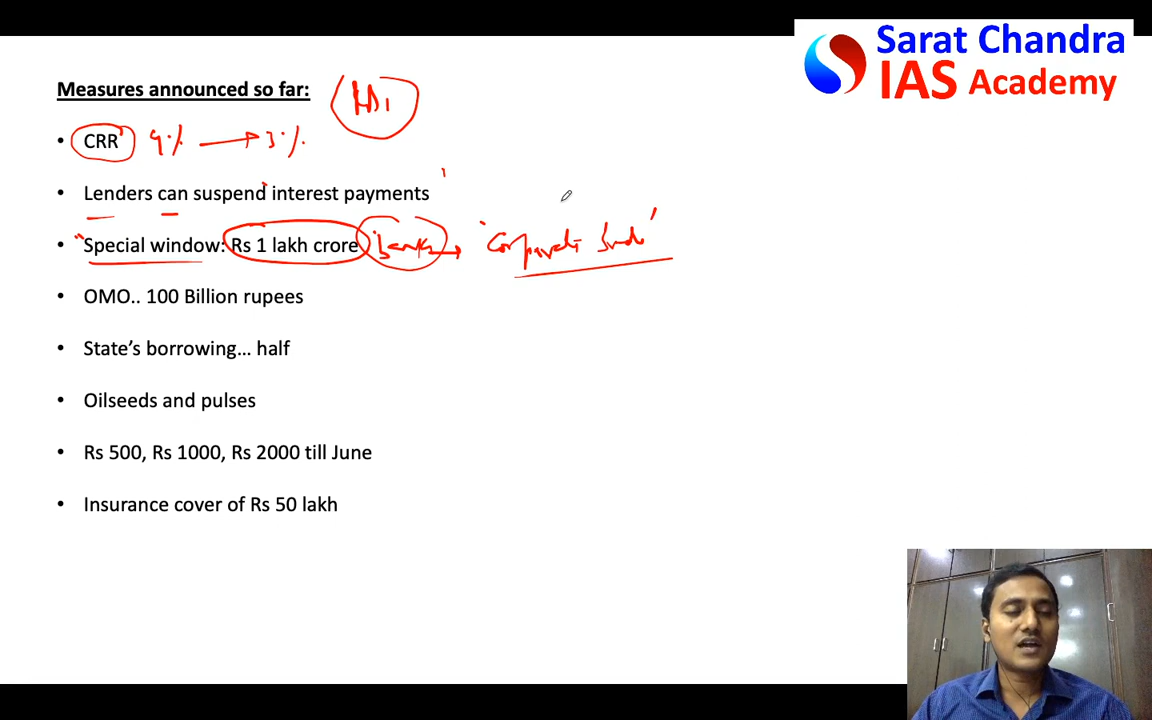 Sarat Chandra
IAS Academy
Measures announced so far:
• CRR 4% → 3%
• Lenders can suspend interest payments
• Special window: Rs 1 lakh crore banks → Corporate bonds
• OMO.. 100 Billion rupees
• State’s borrowing... half
• Oilseeds and pulses
• Rs 500, Rs 1000, Rs 2000 till June
• Insurance cover of Rs 50 lakh